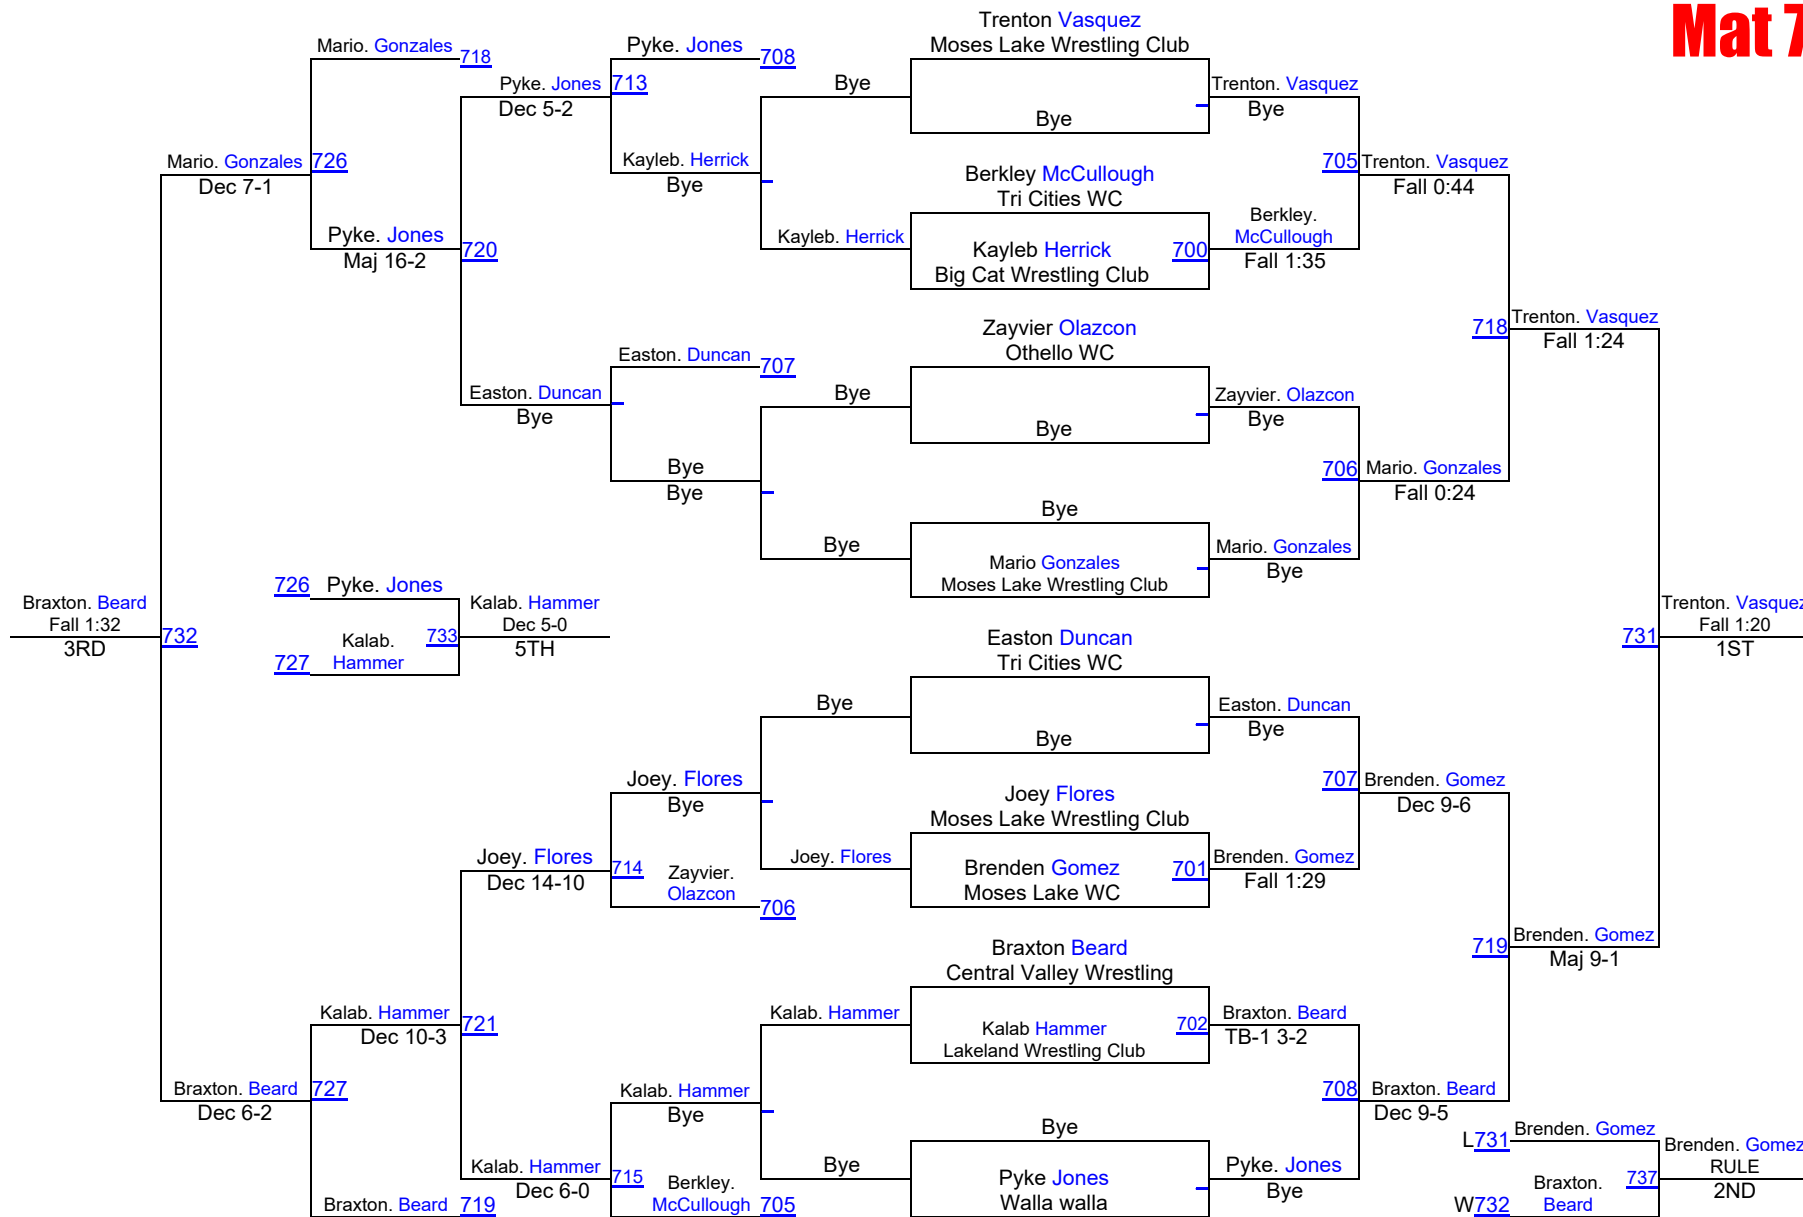 Mat 7
Trenton Vasquez
Moses Lake Wrestling Club
Mario. Gonzales
718
Pyke. Jones
708
Pyke. Jones
713
Dec 5-2
Bye
Bye
Trenton. Vasquez
Bye
Mario. Gonzales
726
Dec 7-1
Kayleb. Herrick
Bye
Berkley McCullough
Tri Cities WC
705
Trenton. Vasquez
Fall 0:44
Pyke. Jones
Maj 16-2
720
Kayleb. Herrick
Kayleb Herrick
700
Big Cat Wrestling Club
Berkley.
McCullough
Fall 1:35
Zayvier Olazcon
Othello WC
718
Trenton. Vasquez
Fall 1:24
Easton. Duncan
707
Easton. Duncan
Bye
Bye
Bye
Zayvier. Olazcon
Bye
Bye
Bye
706
Mario. Gonzales
Fall 0:24
Bye
Bye
Mario Gonzales
Moses Lake Wrestling Club
Mario. Gonzales
Bye
Braxton. Beard
Fall 1:32
3RD
732
726
Pyke. Jones
Kalab.
Hammer
727
733
Kalab. Hammer
Dec 5-0
5TH
Easton Duncan
Tri Cities WC
731
Trenton. Vasquez
Fall 1:20
1ST
Bye
Bye
Easton. Duncan
Bye
Joey. Flores
Bye
Joey Flores
Moses Lake Wrestling Club
707
Brenden. Gomez
Dec 9-6
Joey. Flores
Dec 14-10
714
Zayvier.
Olazcon
706
Joey. Flores
Brenden Gomez
701
Moses Lake WC
Brenden. Gomez
Fall 1:29
Braxton Beard
Central Valley Wrestling
719
Brenden. Gomez
Maj 9-1
Kalab. Hammer
Dec 10-3
721
Kalab. Hammer
Kalab Hammer
702
Lakeland Wrestling Club
Braxton. Beard
TB-1 3-2
Braxton. Beard
727
Dec 6-2
Kalab. Hammer
Bye
708
Braxton. Beard
Dec 9-5
Bye
L731
Brenden. Gomez
Brenden. Gomez
RULE
2ND
Kalab. Hammer
Dec 6-0
715
Berkley.
McCullough
705
Bye
Pyke Jones
Walla walla
Pyke. Jones
Bye
Braxton.
Beard
737
W732
Braxton. Beard
719